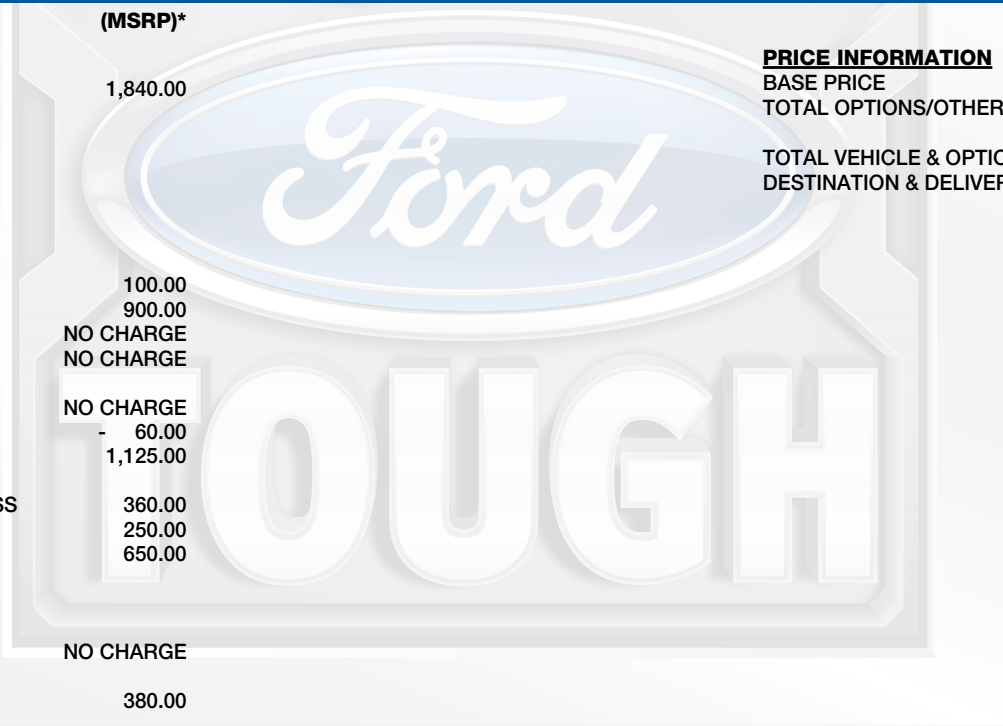 (MSRP)*
1,840.00
100.00
900.00
NO CHARGE
NO CHARGE
NO CHARGE
- 60.00
1,125.00
SS 360.00
250.00
650.00
NO CHARGE
380.00
PRICE INFORMATION
BASE PRICE
TOTAL OPTIONS/OTHER
TOTAL VEHICLE & OPTIO
DESTINATION & DELIVER
Ford
TOUGH